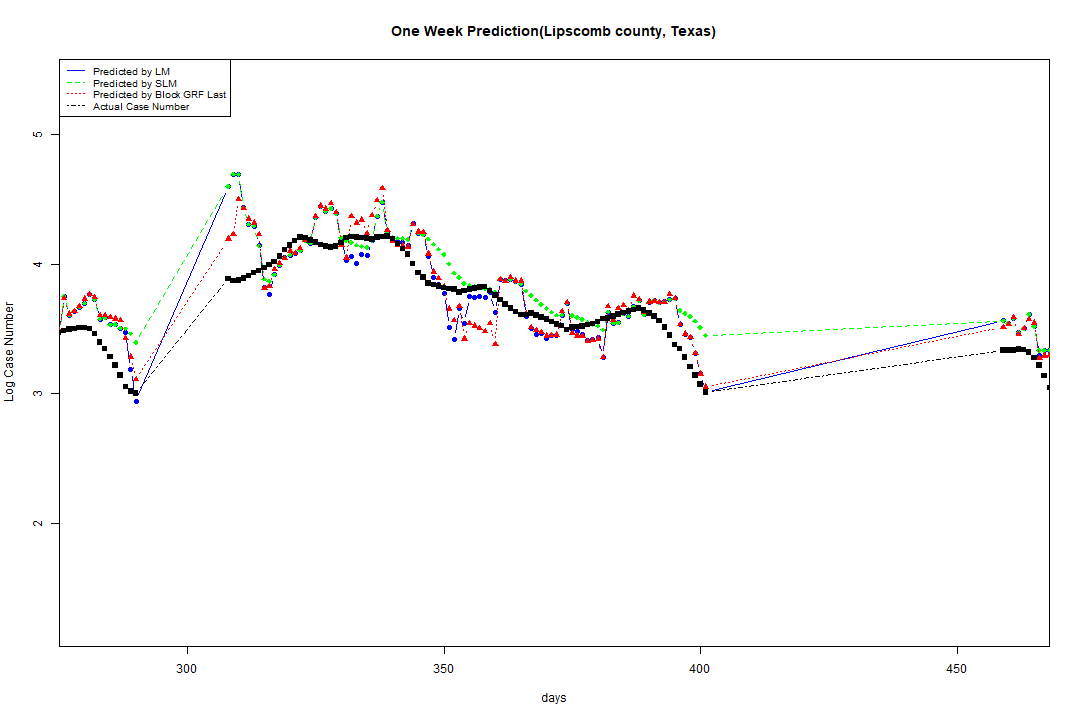 One Week Prediction(Lipscomb county, Texas)
Predicted by LM
Predicted by SLM
Predicted by Block GRF Last
Actual Case Number
5
4
3
2
Log Case Number
300
350
400
450
days